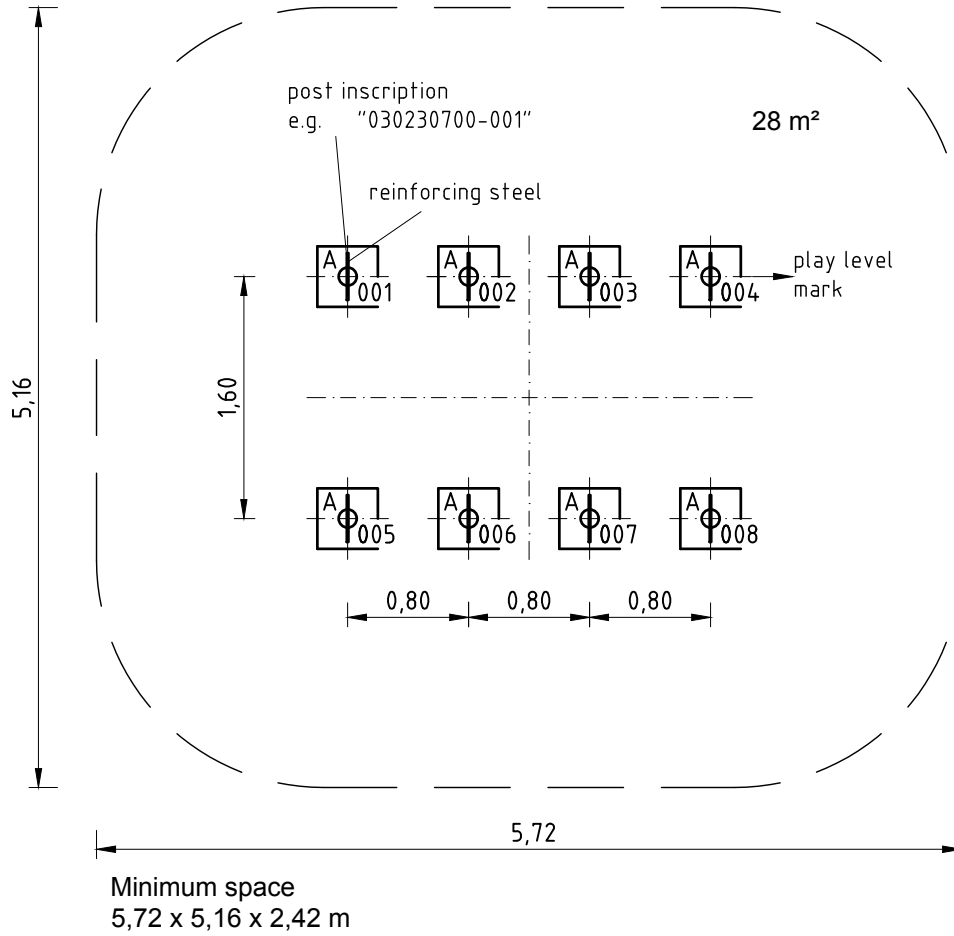 post inscription
e.g. "030230700-001"
28 m²
reinforcing steel
A A A A
001 002 003 004
play level
mark
5,16
1,60
A A A A
005 006 007 008
0,80 0,80 0,80
5,72
Minimum space
5,72 x 5,16 x 2,42 m